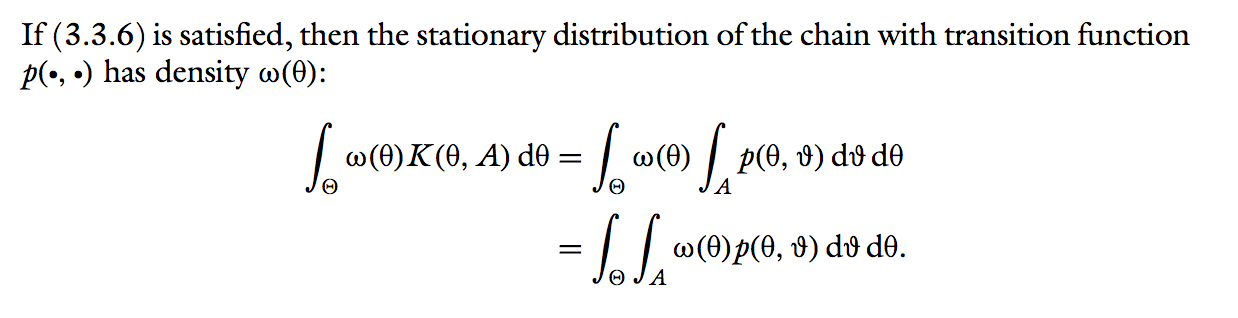 If (3.3.6) is satisfied, then the stationary distribution of the chain with transition function
p(•, •) has density ω(θ):
∫_Θ ω(θ)K(θ, A) dθ = ∫_Θ ω(θ) ∫_A p(θ, ϑ) dϑ dθ
= ∫_Θ ∫_A ω(θ)p(θ, ϑ) dϑ dθ.